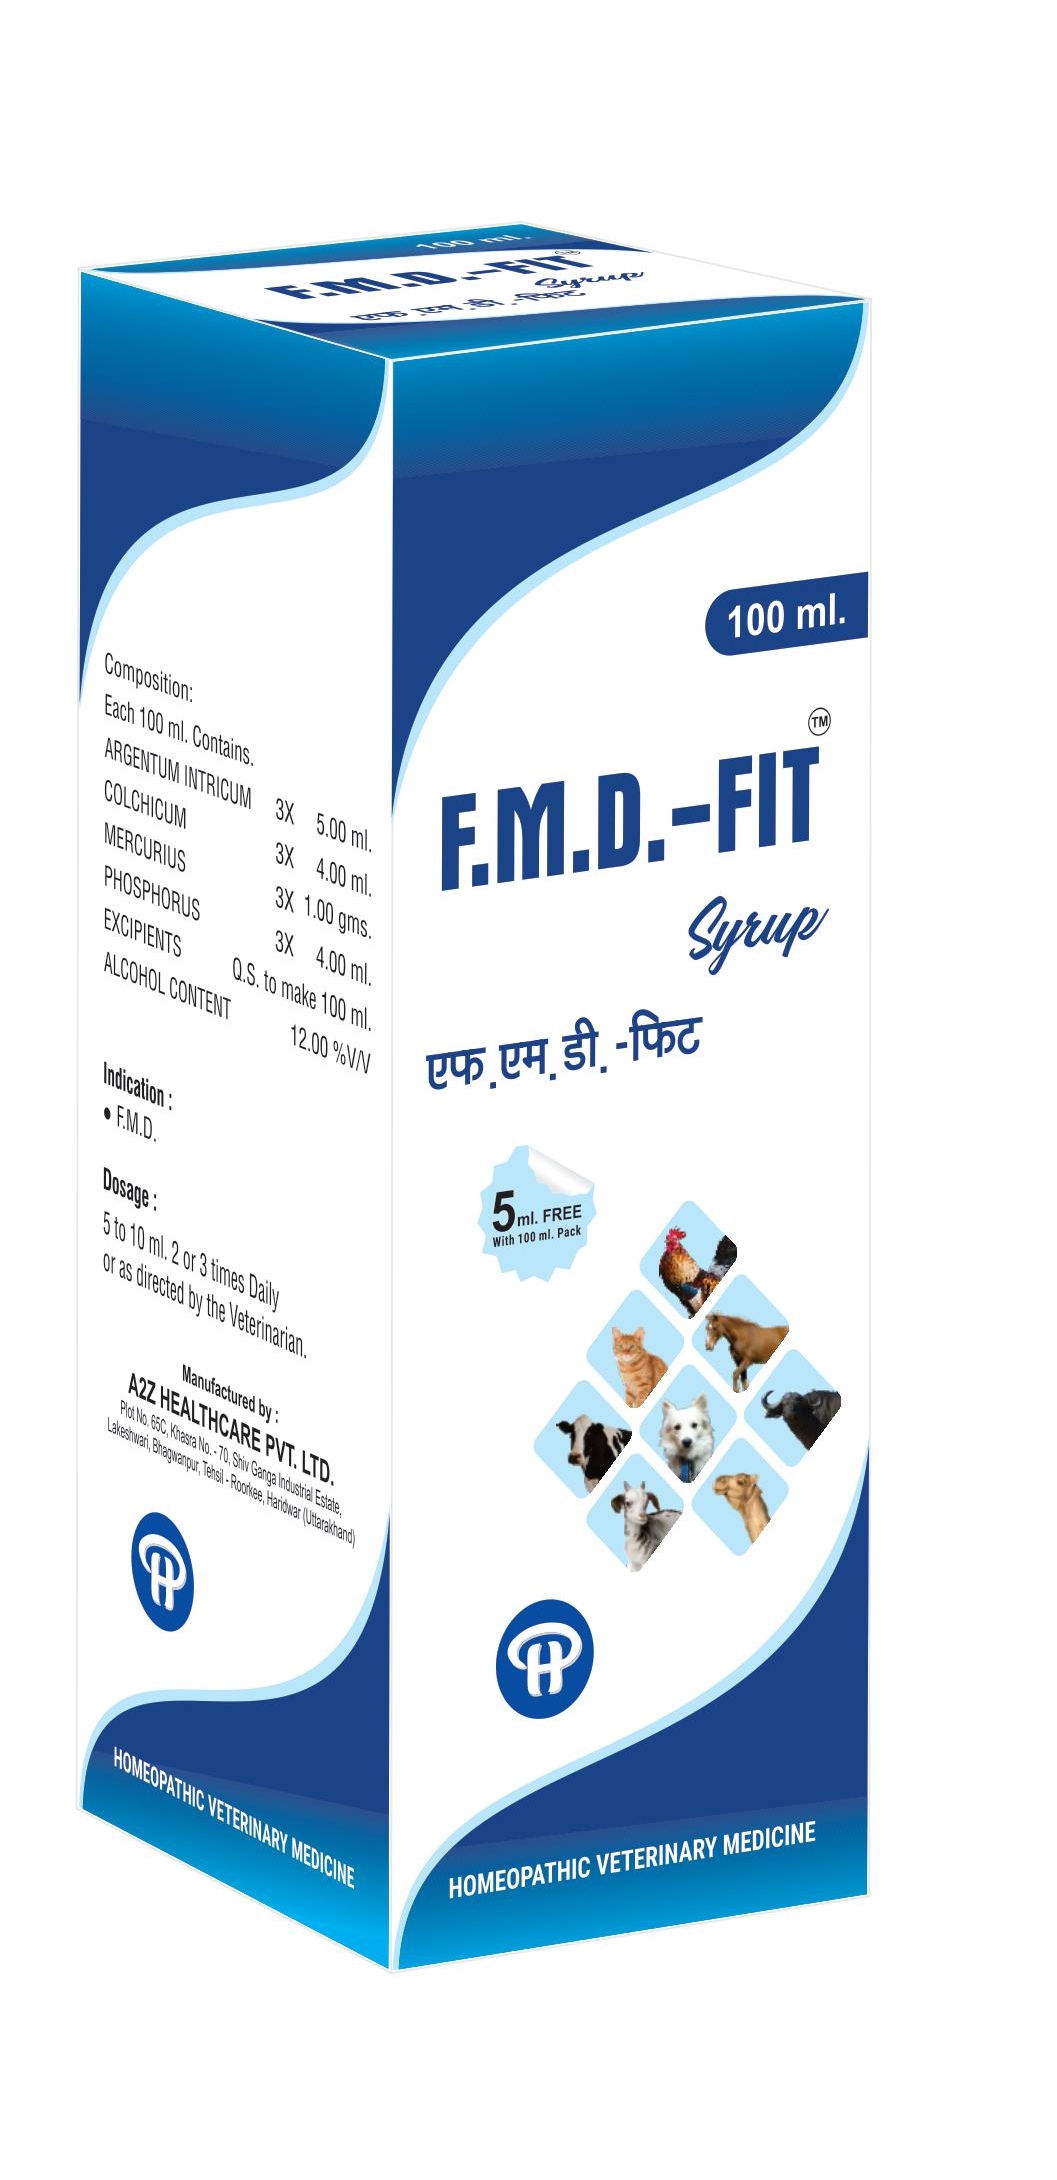 100 ml.
F.M.D.-FIT
Syrup
एफ.एम.डी.-फिट
Composition:
Each 100 ml. Contains.
ARGENTUM INTRICUM 3X 5.00 ml.
COLCHICUM 3X 4.00 ml.
MERCURIUS 3X 1.00 gms.
PHOSPHORUS 3X 4.00 ml.
EXCIPIENTS Q.S. to make 100 ml.
ALCOHOL CONTENT 12.00 %V/V
Indication :
• F.M.D.
Dosage :
5 to 10 ml. 2 or 3 times Daily
or as directed by the Veterinarian.
Manufactured by :
A2Z HEALTHCARE PVT. LTD.
Plot No. 65C, Khasra No. - 70, Shiv Ganga Industrial Estate,
Lakeshwari, Bhagwanpur, Tehsil - Roorkee, Haridwar (Uttarakhand)
H
HOMEOPATHIC VETERINARY MEDICINE
100 ml.
TM
F.M.D.-FIT
Syrup
एफ.एम.डी.-फिट
5 ml. FREE
With 100 ml. Pack
H
HOMEOPATHIC VETERINARY MEDICINE